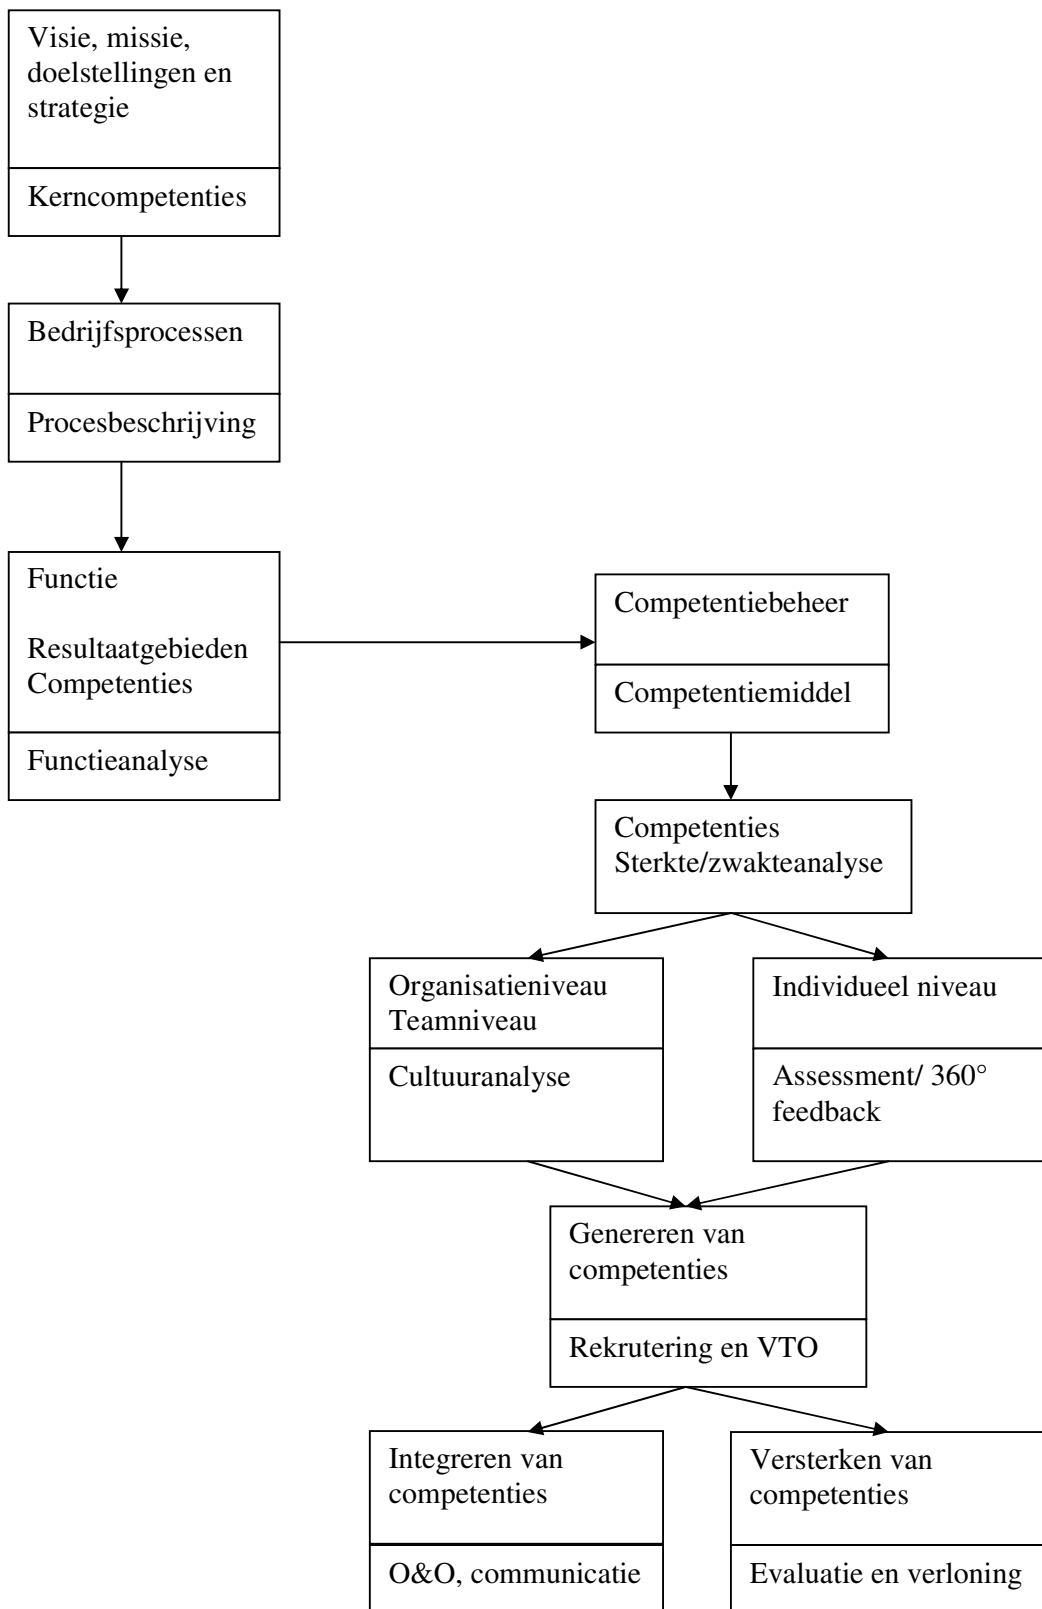 Visie, missie,
doelstellingen en
strategie
Kerncompetenties
Bedrijfsprocessen
Procesbeschrijving
Functie
Resultaatgebieden
Competenties
Functieanalyse
Competentiebeheer
Competentiemiddel
Competenties
Sterkte/zwakteanalyse
Organisatieniveau
Teamniveau
Cultuuranalyse
Individueel niveau
Assessment/ 360°
feedback
Genereren van
competenties
Rekrutering en VTO
Integreren van
competenties
O&O, communicatie
Versterken van
competenties
Evaluatie en verloning